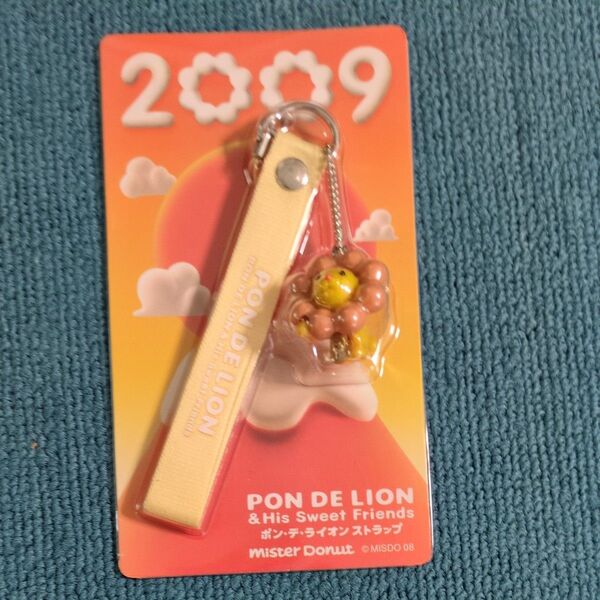 2009
PON DE LION
PON DE LION
& His Sweet Friends
ポン・デ・ライオン ストラップ
mister Donut © MISDO 08